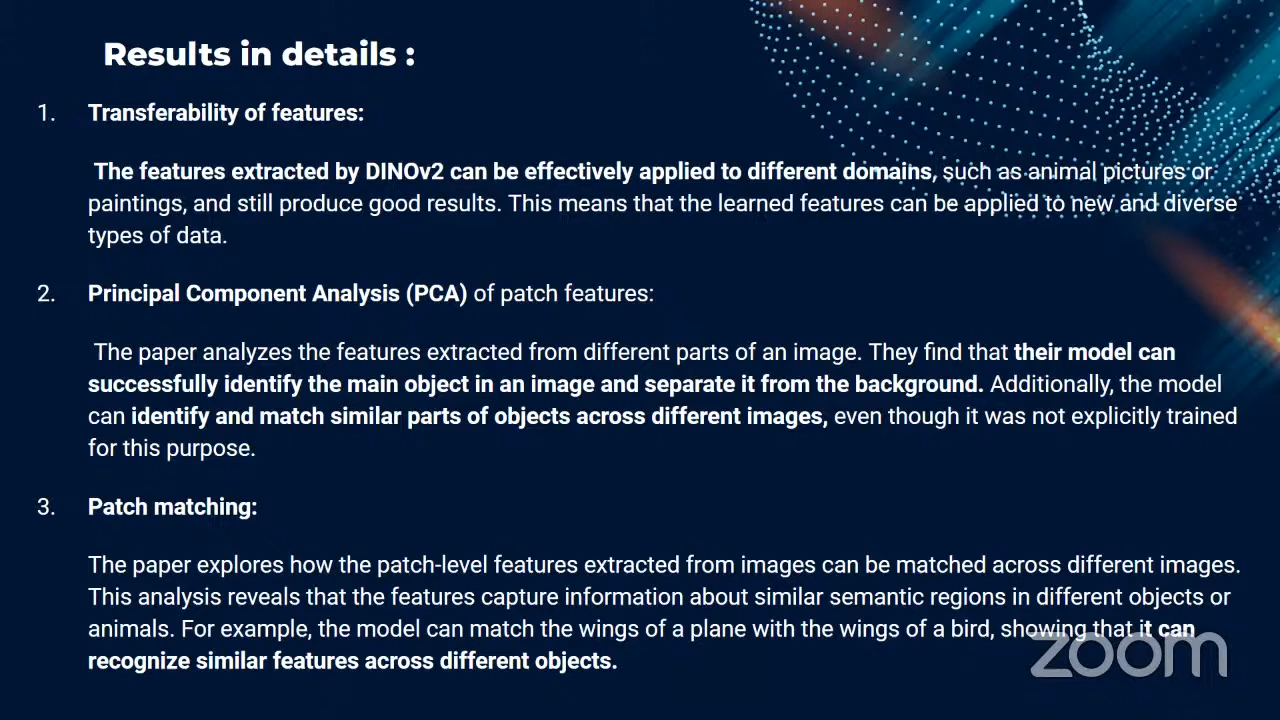 Results in details :
1. Transferability of features:
The features extracted by DINOv2 can be effectively applied to different domains, such as animal pictures or
paintings, and still produce good results. This means that the learned features can be applied to new and diverse
types of data.
2. Principal Component Analysis (PCA) of patch features:
The paper analyzes the features extracted from different parts of an image. They find that their model can
successfully identify the main object in an image and separate it from the background. Additionally, the model
can identify and match similar parts of objects across different images, even though it was not explicitly trained
for this purpose.
3. Patch matching:
The paper explores how the patch-level features extracted from images can be matched across different images.
This analysis reveals that the features capture information about similar semantic regions in different objects or
animals. For example, the model can match the wings of a plane with the wings of a bird, showing that it can
recognize similar features across different objects.
zoom